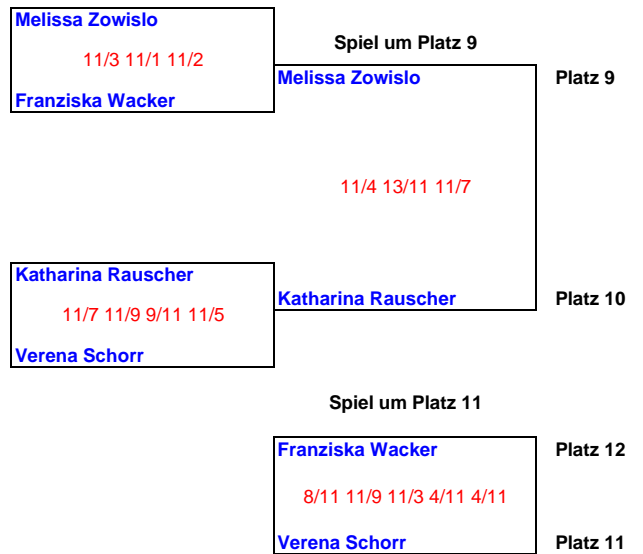 Melissa Zowislo
Spiel um Platz 9
11/3 11/1 11/2
Melissa Zowislo
Platz 9
Franziska Wacker
11/4 13/11 11/7
Katharina Rauscher
Katharina Rauscher
Platz 10
11/7 11/9 9/11 11/5
Verena Schorr
Spiel um Platz 11
Franziska Wacker
Platz 12
8/11 11/9 11/3 4/11 4/11
Verena Schorr
Platz 11